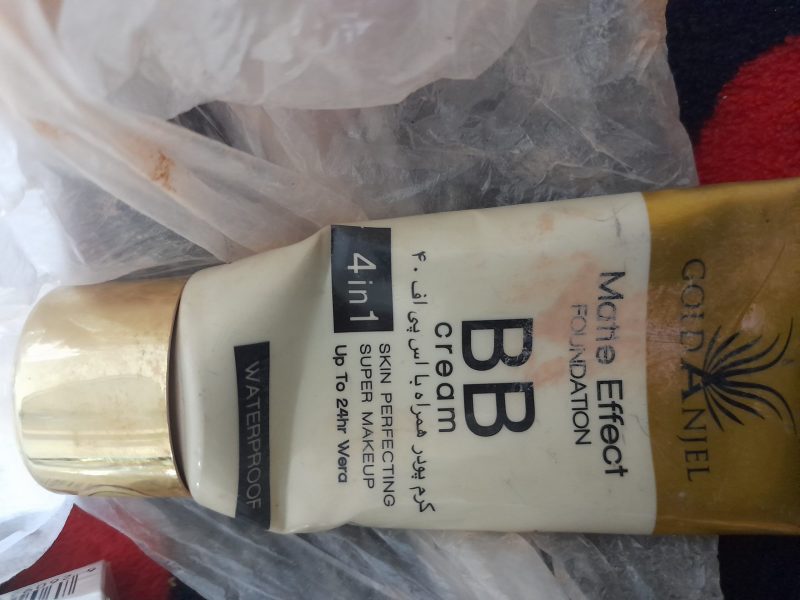 GOLD ANJEL
Matte Effect
FOUNDATION
BB
cream
کرم پودر همراه با اس پی اف ۴۰
4 in 1
SKIN PERFECTING
SUPER MAKEUP
Up To 24hr Wera
WATERPROOF